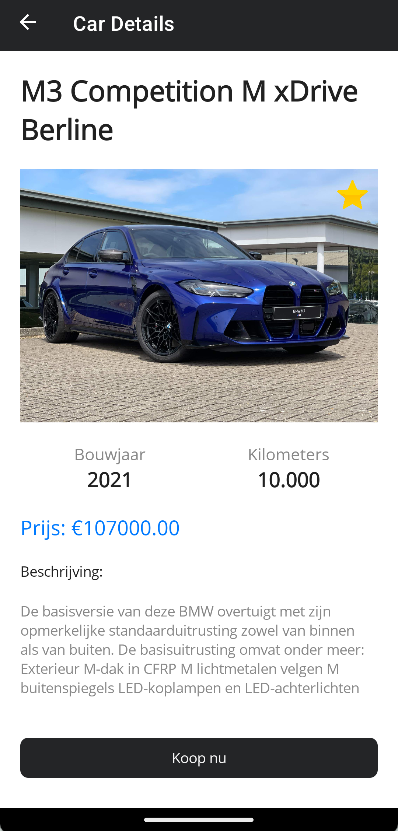 Car Details
M3 Competition M xDrive
Berline
Bouwjaar
Kilometers
2021
10.000
Prijs: €107000.00
Beschrijving:
De basisversie van deze BMW overtuigt met zijn
opmerkelijke standaarduitrusting zowel van binnen
als van buiten. De basisuitrusting omvat onder meer:
Exterieur M-dak in CFRP M lichtmetalen velgen M
buitenspiegels LED-koplampen en LED-achterlichten
Koop nu